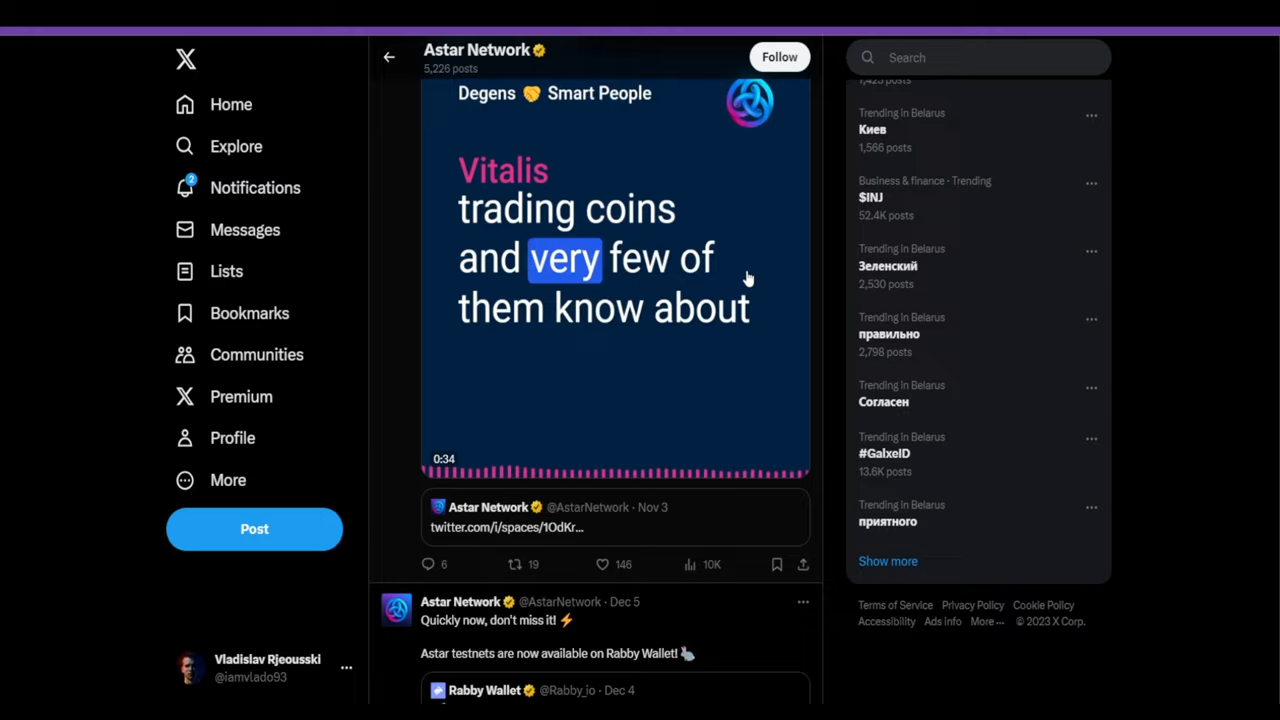 Home
Explore
2
Notifications
Messages
Lists
Bookmarks
Communities
Premium
Profile
More
Post
Vladislav Rjeousski
@iamvlado93
Astar Network
5,226 posts
Follow
Degens 🤝 Smart People
Vitalis
trading coins
and very few of
them know about
0:34
Astar Network @AstarNetwork · Nov 3
twitter.com/i/spaces/1OdKr...
6 19 146 10K
Astar Network @AstarNetwork · Dec 5
Quickly now, don't miss it! ⚡
Astar testnets are now available on Rabby Wallet! 🐇
Rabby Wallet @Rabby_io · Dec 4
Search
1,423 posts
Trending in Belarus
Киев
1,566 posts
Business & finance · Trending
$INJ
52.4K posts
Trending in Belarus
Зеленский
2,530 posts
Trending in Belarus
правильно
2,798 posts
Trending in Belarus
Согласен
Trending in Belarus
#GalxeID
13.6K posts
Trending in Belarus
приятного
Show more
Terms of Service Privacy Policy Cookie Policy
Accessibility Ads info More ··· © 2023 X Corp.